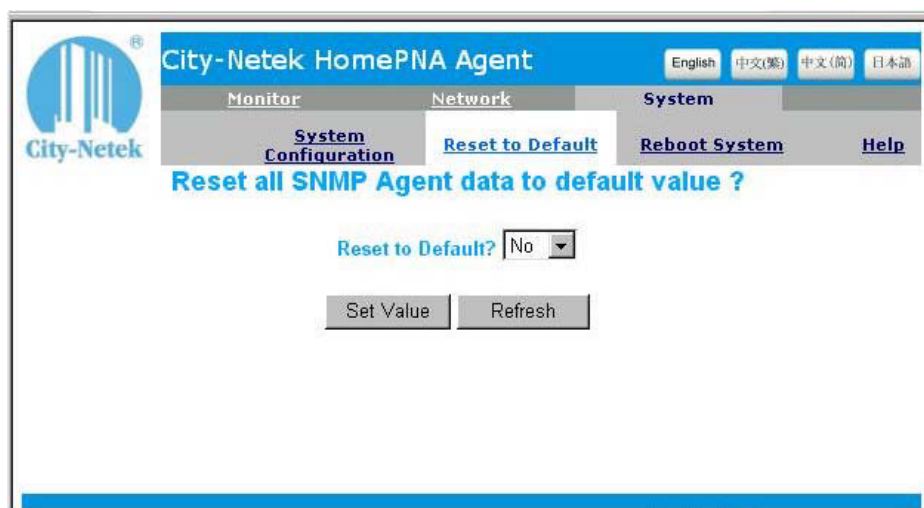 ®
City-Netek
City-Netek HomePNA Agent
English 中文(繁) 中文(简) 日本語
Monitor Network System
System Configuration Reset to Default Reboot System Help
Reset all SNMP Agent data to default value ?
Reset to Default? No
Set Value Refresh